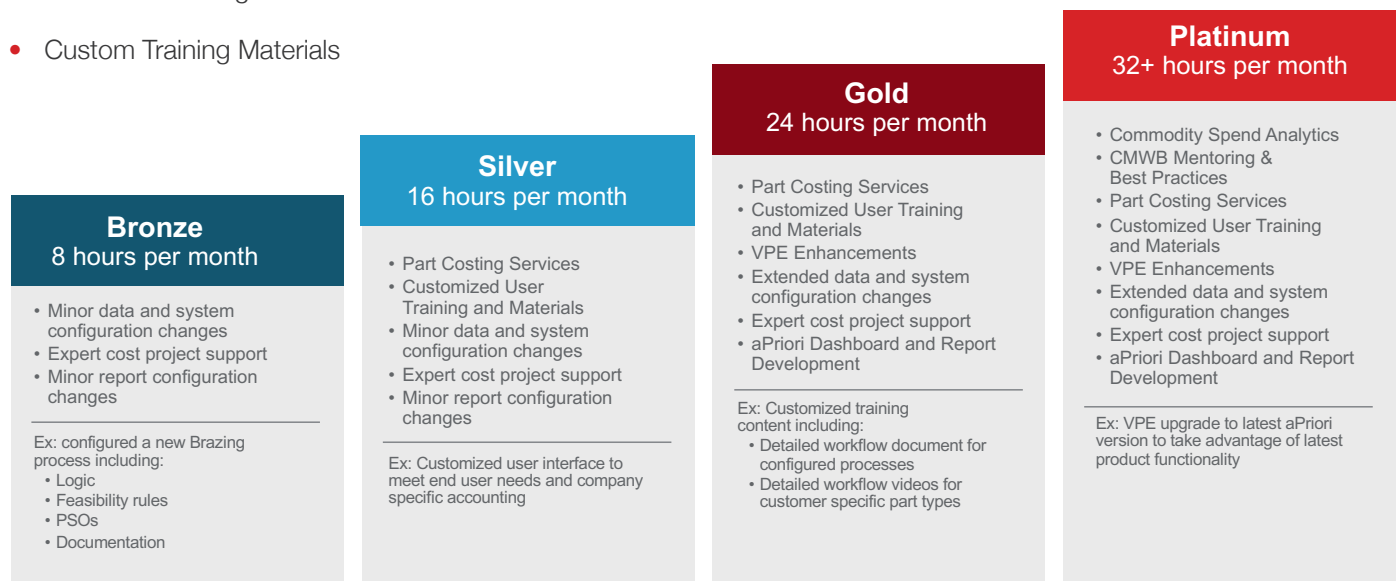 • Custom Training Materials
Bronze
8 hours per month
• Minor data and system
configuration changes
• Expert cost project support
• Minor report configuration
changes
Ex: configured a new Brazing
process including:
• Logic
• Feasibility rules
• PSOs
• Documentation
Silver
16 hours per month
• Part Costing Services
• Customized User
Training and Materials
• Minor data and system
configuration changes
• Expert cost project support
• Minor report configuration
changes
Ex: Customized user interface to
meet end user needs and company
specific accounting
Gold
24 hours per month
• Part Costing Services
• Customized User Training
and Materials
• VPE Enhancements
• Extended data and system
configuration changes
• Expert cost project support
• aPriori Dashboard and Report
Development
Ex: Customized training
content including:
• Detailed workflow document for
configured processes
• Detailed workflow videos for
customer specific part types
Platinum
32+ hours per month
• Commodity Spend Analytics
• CMWB Mentoring &
Best Practices
• Part Costing Services
• Customized User Training
and Materials
• VPE Enhancements
• Extended data and system
configuration changes
• Expert cost project support
• aPriori Dashboard and Report
Development
Ex: VPE upgrade to latest aPriori
version to take advantage of latest
product functionality